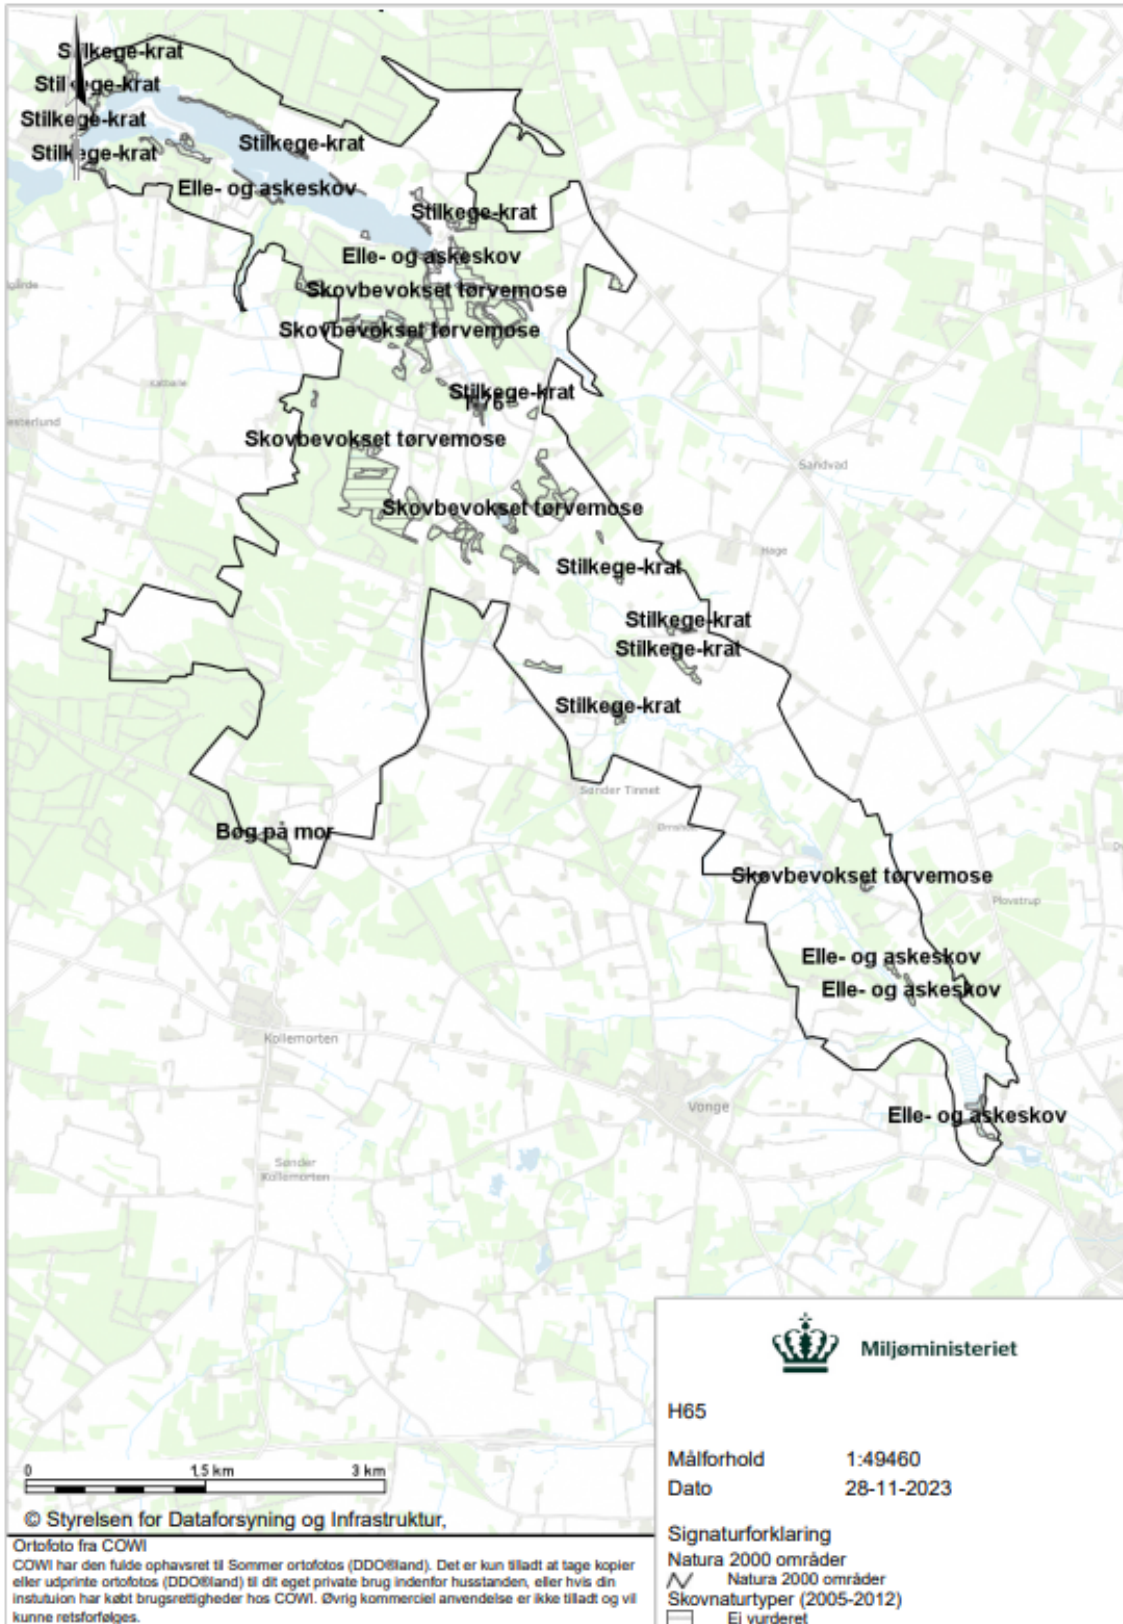 Stilkege-krat
Stilkege-krat
Stilkege-krat
Stilkege-krat
Stilkege-krat
Elle- og askeskov
Stilkege-krat
Elle- og askeskov
Skovbevokset tørvemose
Skovbevokset tørvemose
Stilkege-krat
Skovbevokset tørvemose
Sandvad
Skovbevokset tørvemose
Hage
Stilkege-krat
Stilkege-krat
Stilkege-krat
Stilkege-krat
Sønder Tinnet
Bøg på mor
Skovbevokset tørvemose
Plovstrup
Elle- og askeskov
Elle- og askeskov
Kollemorten
Vonge
Elle- og askeskov
Sønder
Kollemorten
Miljøministeriet
H65
Målforhold 1:49460
Dato 28-11-2023
Signaturforklaring
Natura 2000 områder
Natura 2000 områder
Skovnaturtyper (2005-2012)
Ej vurderet
0 1,5 km 3 km
© Styrelsen for Dataforsyning og Infrastruktur,
Ortofoto fra COWI
COWI har den fulde ophavsret til Sommer ortofotos (DDO®land). Det er kun tilladt at tage kopier
eller udprinte ortofotos (DDO®land) til dit eget private brug indenfor husstanden, eller hvis din
instutuion har købt brugsrettigheder hos COWI. Øvrig kommerciel anvendelse er ikke tilladt og vil
kunne retsforfølges.